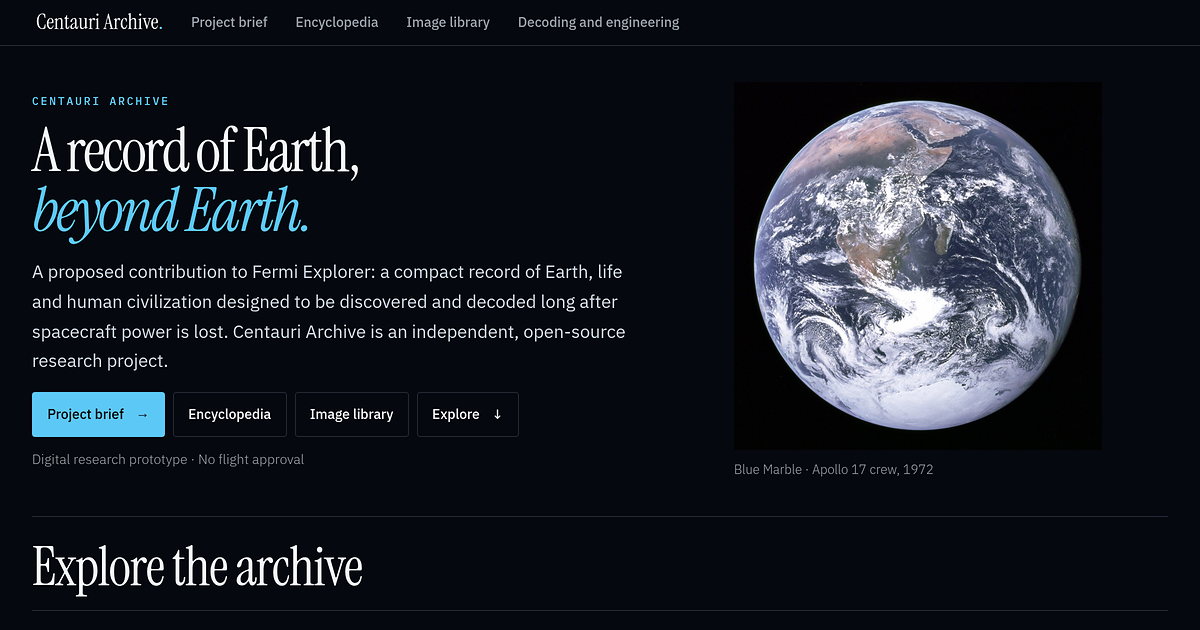 Centauri Archive. Project brief Encyclopedia Image library Decoding and engineering
CENTAURI ARCHIVE
A record of Earth,
beyond Earth.
A proposed contribution to Fermi Explorer: a compact record of Earth, life
and human civilization designed to be discovered and decoded long after
spacecraft power is lost. Centauri Archive is an independent, open-source
research project.
Project brief → Encyclopedia Image library Explore ↓
Digital research prototype · No flight approval
Blue Marble · Apollo 17 crew, 1972
Explore the archive